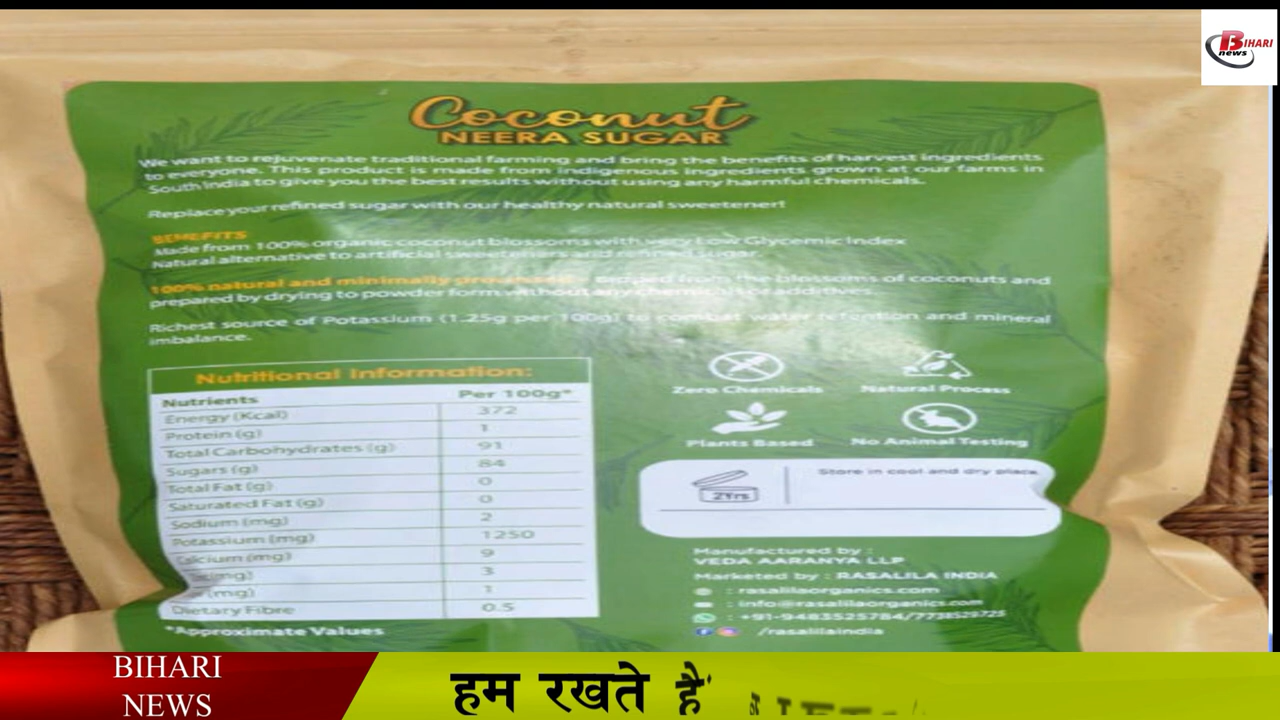 BIHARI
news
Coconut
NEERA SUGAR
We want to rejuvenate traditional farming and bring the benefits of harvest ingredients
to everyone. This product is made from indigenous ingredients grown at our farms in
South India to give you the best results without using any harmful chemicals.
Replace your refined sugar with our healthy natural sweetener!
BENEFITS
Made from 100% organic coconut blossoms with very Low Glycemic Index
Natural alternative to artificial sweeteners and refined sugar.
100% natural and minimally processed - tapped from the blossoms of coconuts and
prepared by drying to powder form without any chemicals or additives.
Richest source of Potassium (1.25g per 100g) to combat water retention and mineral
imbalance.
Nutritional Information:
Nutrients Per 100g*
Energy (Kcal) 372
Protein (g) 1
Total Carbohydrates (g) 91
Sugars (g) 84
Total Fat (g) 0
Saturated Fat (g) 0
Sodium (mg) 2
Potassium (mg) 1250
Calcium (mg) 9
(mg) 3
(mg) 1
Dietary Fibre 0.5
*Approximate Values
Zero Chemicals Natural Process
Plants Based No Animal Testing
2Yrs Store in cool and dry place.
Manufactured by :
VEDA AARANYA LLP
Marketed by : RASALILA INDIA
: rasalilaorganics.com
: info@rasalilaorganics.com
: +91-9483525784/7738529725
/rasalilaindia
BIHARI
NEWS
हम रखते हैं